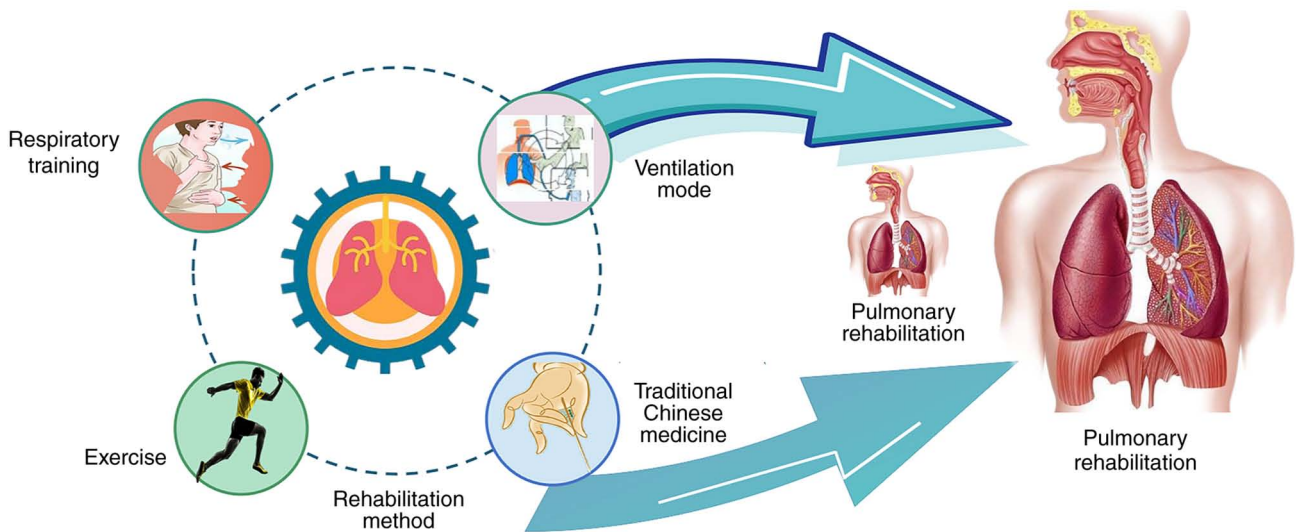 Respiratory
training
Ventilation
mode
Pulmonary
rehabilitation
Exercise
Traditional
Chinese
medicine
Rehabilitation
method
Pulmonary
rehabilitation